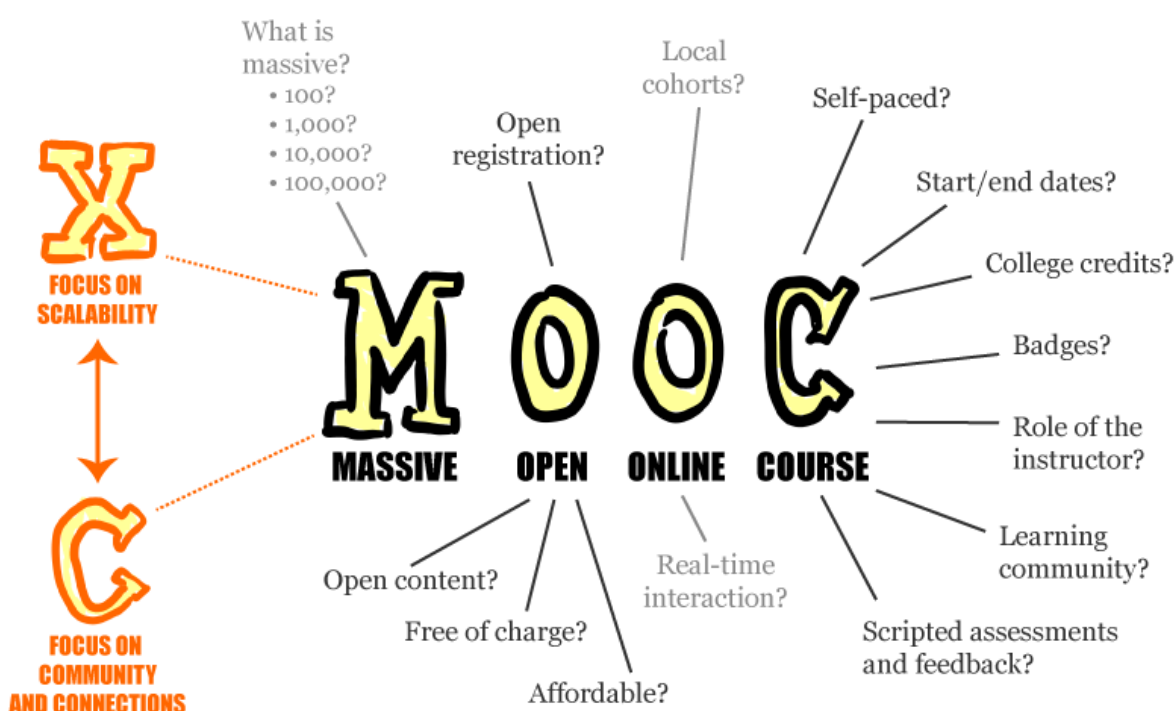 What is
massive?
• 100?
• 1,000?
• 10,000?
• 100,000?
Open
registration?
Local
cohorts?
Self-paced?
Start/end dates?
College credits?
Badges?
Role of the
instructor?
Learning
community?
Scripted assessments
and feedback?
X
FOCUS ON
SCALABILITY
C
FOCUS ON
COMMUNITY
AND CONNECTIONS
MOOC
MASSIVE OPEN ONLINE COURSE
Open content?
Free of charge?
Affordable?
Real-time
interaction?